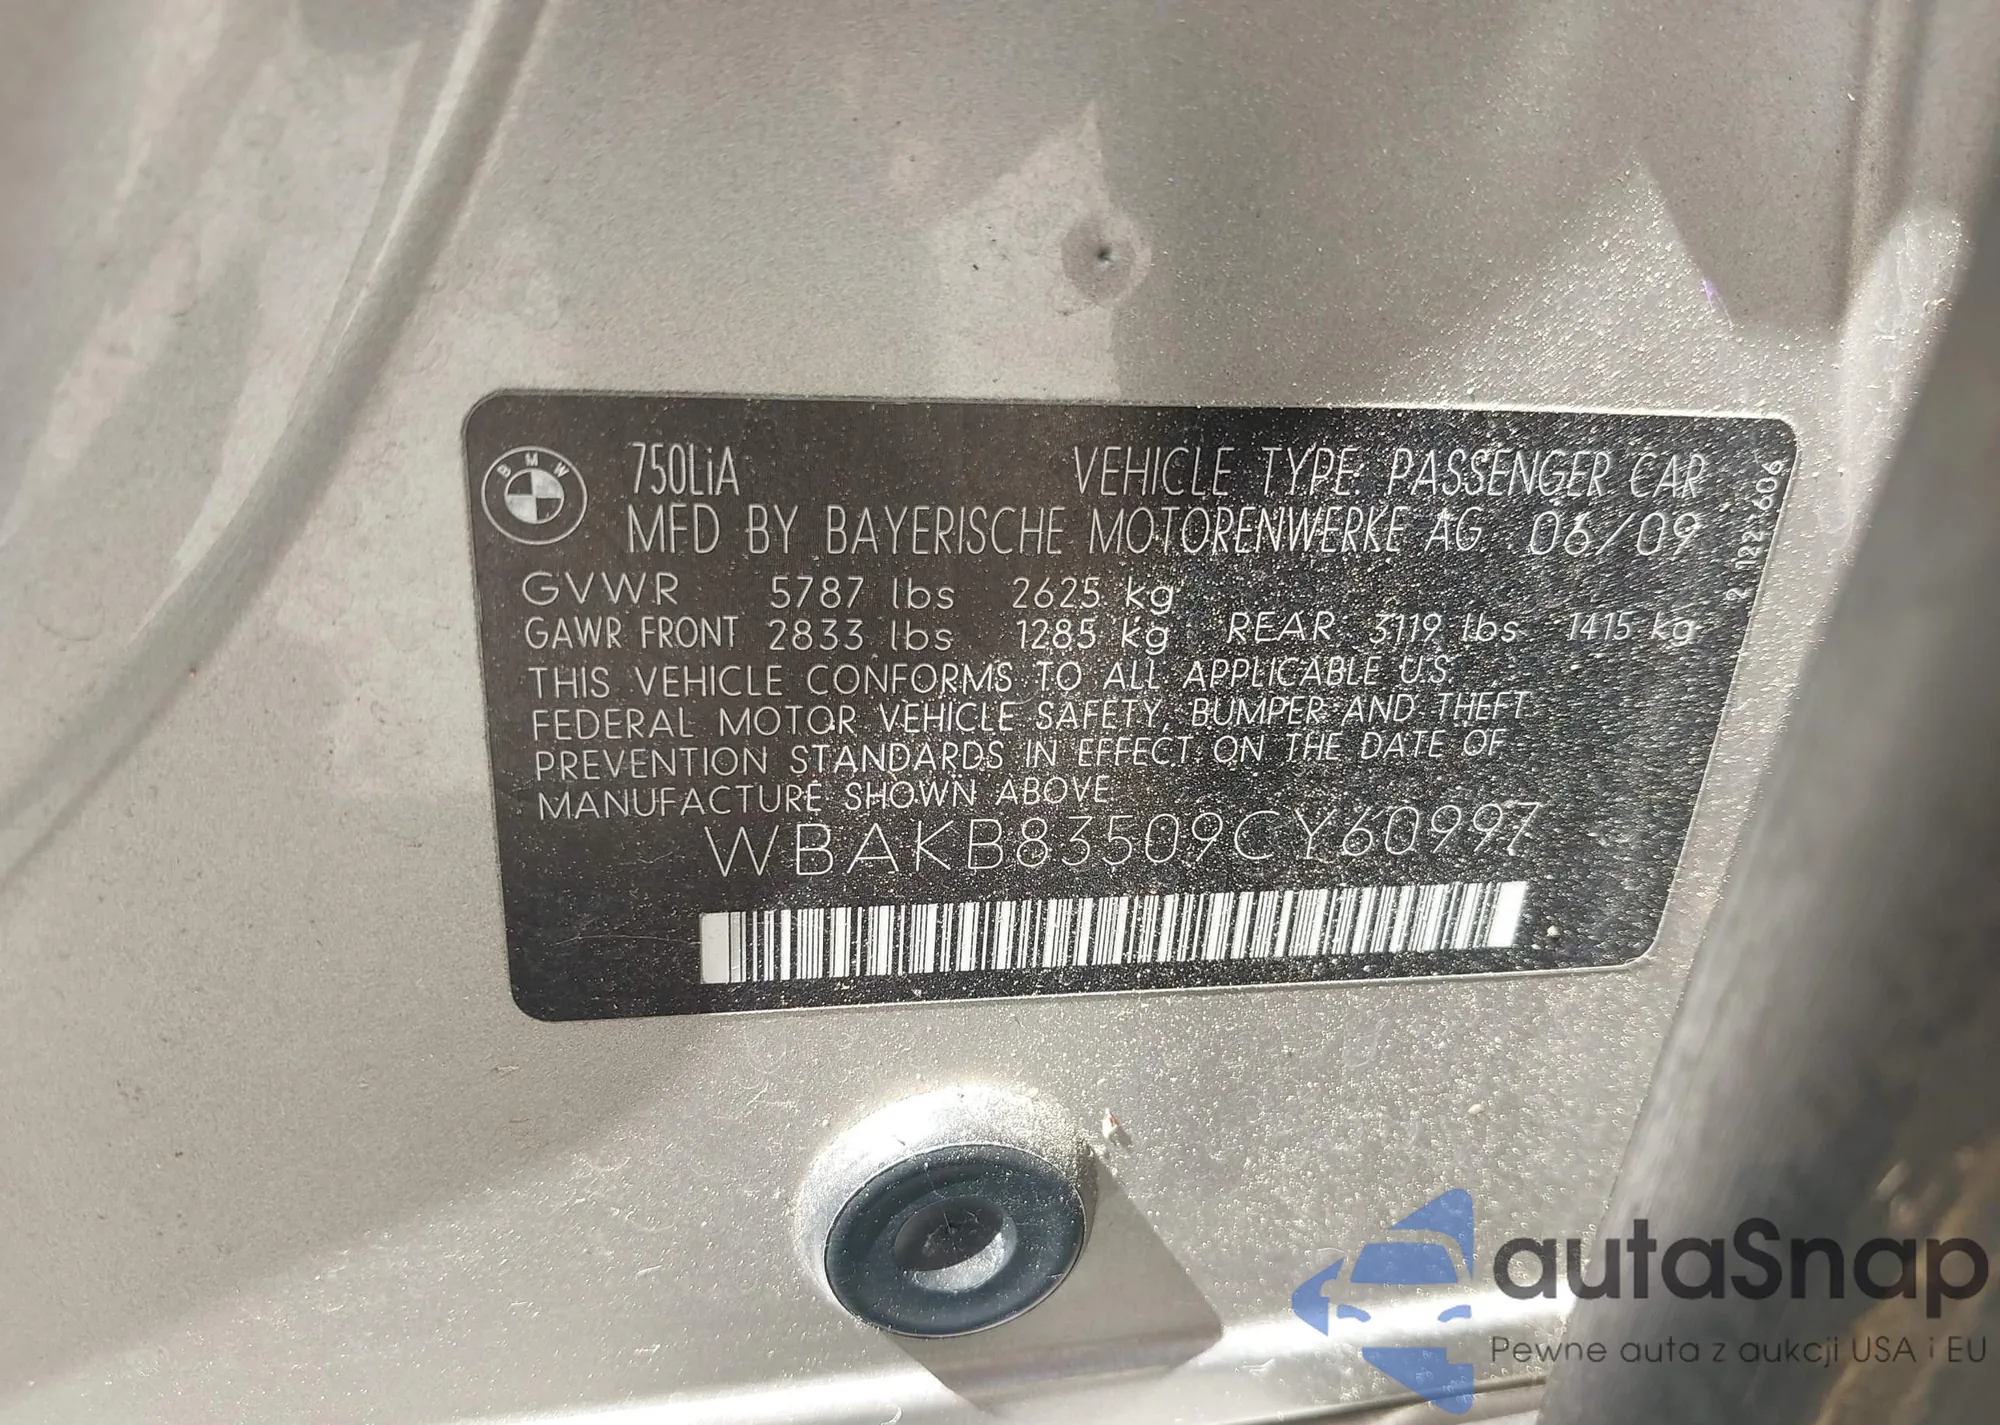 BMW
750LiA VEHICLE TYPE: PASSENGER CAR
MFD BY BAYERISCHE MOTORENWERKE AG 06/09
GVWR 5787 lbs 2625 kg
GAWR FRONT 2833 lbs 1285 kg REAR 3119 lbs 1415 kg
THIS VEHICLE CONFORMS TO ALL APPLICABLE U.S.
FEDERAL MOTOR VEHICLE SAFETY, BUMPER AND THEFT
PREVENTION STANDARDS IN EFFECT ON THE DATE OF
MANUFACTURE SHOWN ABOVE.
WBAKB83509CY60997
2 1221606
autaSnap
Pewne auta z aukcji USA i EU